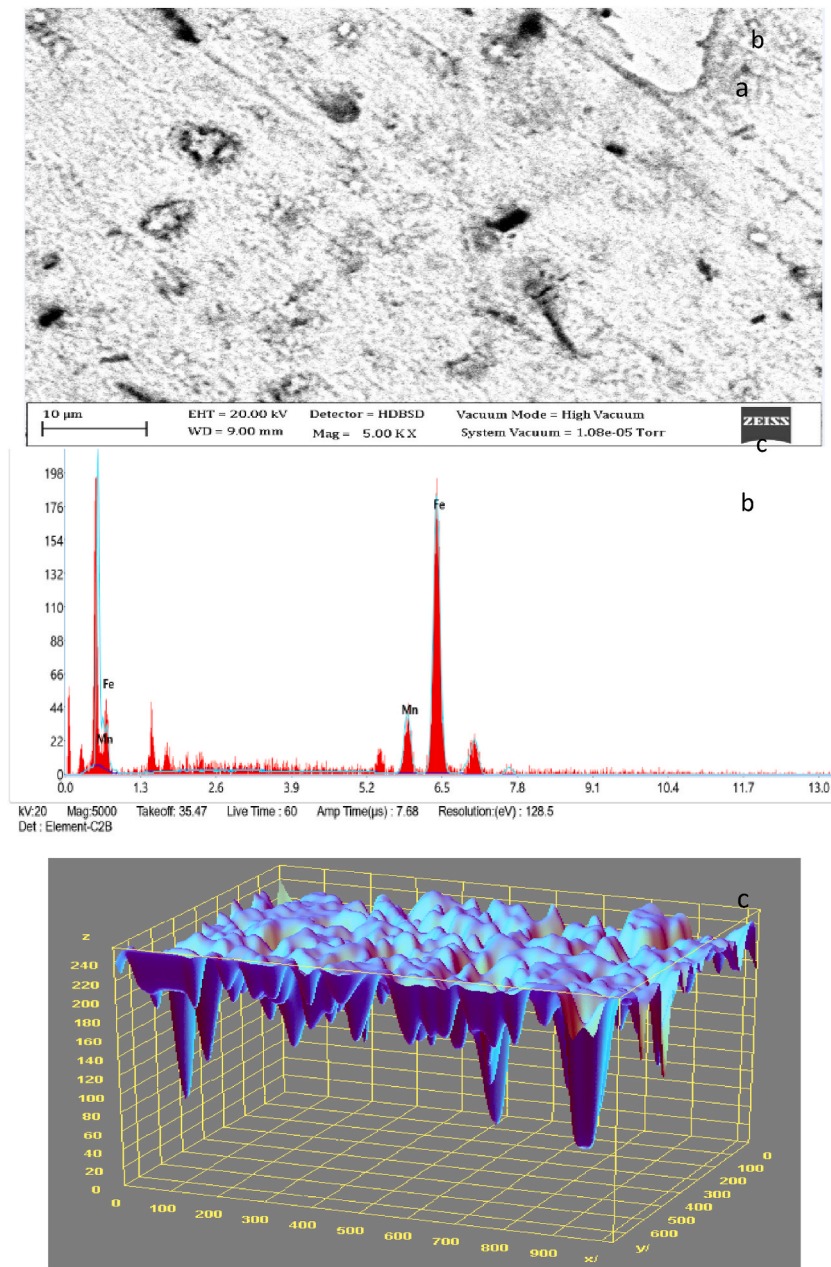 b
a
10 µm
EHT = 20.00 kV Detector = HDBSD Vacuum Mode = High Vacuum
WD = 9.00 mm Mag = 5.00 K X System Vacuum = 1.08e-05 Torr
ZEISS
c
198
b
176
154
132
110
88
66
44
22
0
Fe
Mn
Mn
Fe
0.0 1.3 2.6 3.9 5.2 6.5 7.8 9.1 10.4 11.7 13.0
kV:20 Mag:5000 Takeoff: 35.47 Live Time : 60 Amp Time(µs) : 7.68 Resolution:(eV) : 128.5
Det : Element-C2B
c
z
240
220
200
180
160
140
120
100
80
60
40
20
0
0 100 200 300 400 500 600 700 800 900 x/
0
100
200
300
400
500
600
y/